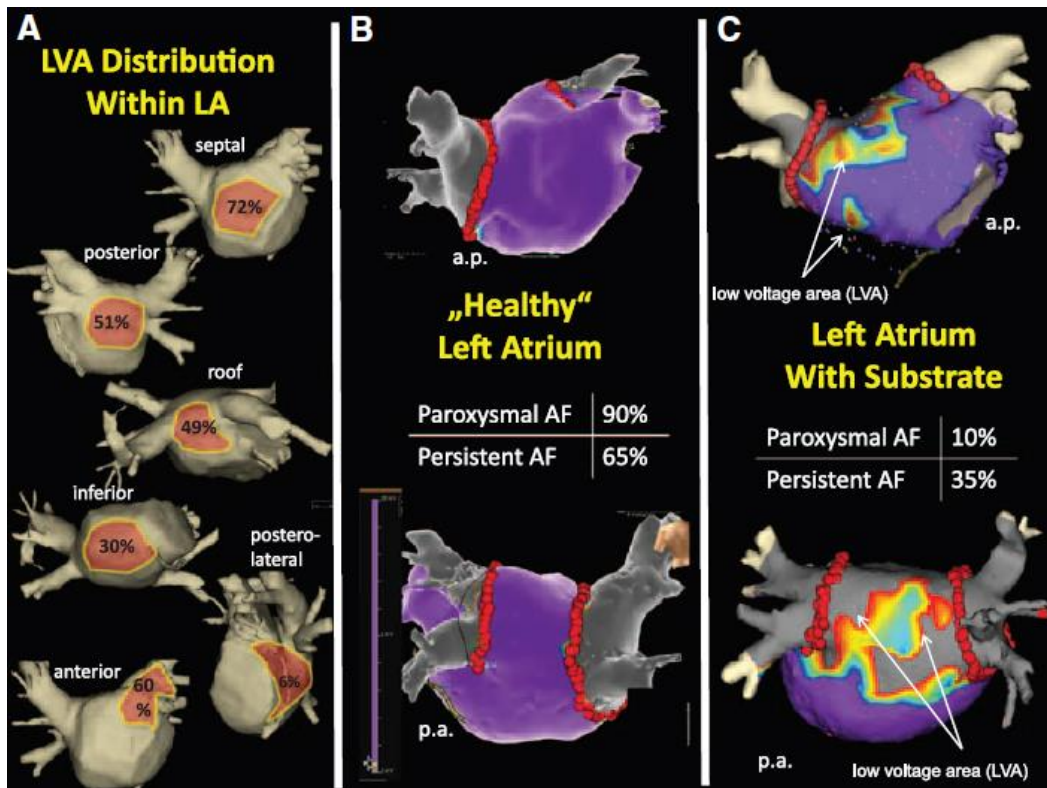 A
LVA Distribution
Within LA
septal
72%
posterior
51%
roof
49%
inferior
30%
postero-
lateral
6%
anterior
60
%
B
a.p.
„Healthy“
Left Atrium
Paroxysmal AF 90%
Persistent AF 65%
p.a.
C
a.p.
low voltage area (LVA)
Left Atrium
With Substrate
Paroxysmal AF 10%
Persistent AF 35%
p.a.
low voltage area (LVA)